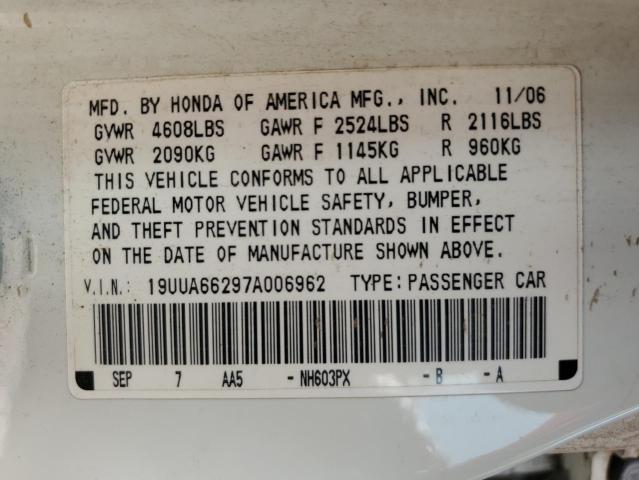 MFD. BY HONDA OF AMERICA MFG., INC. 11/06
GVWR 4608LBS GAWR F 2524LBS R 2116LBS
GVWR 2090KG GAWR F 1145KG R 960KG
THIS VEHICLE CONFORMS TO ALL APPLICABLE
FEDERAL MOTOR VEHICLE SAFETY, BUMPER,
AND THEFT PREVENTION STANDARDS IN EFFECT
ON THE DATE OF MANUFACTURE SHOWN ABOVE.
V.I.N.: 19UUA66297A006962 TYPE: PASSENGER CAR
SEP 7 AA5 -NH603PX -B -A